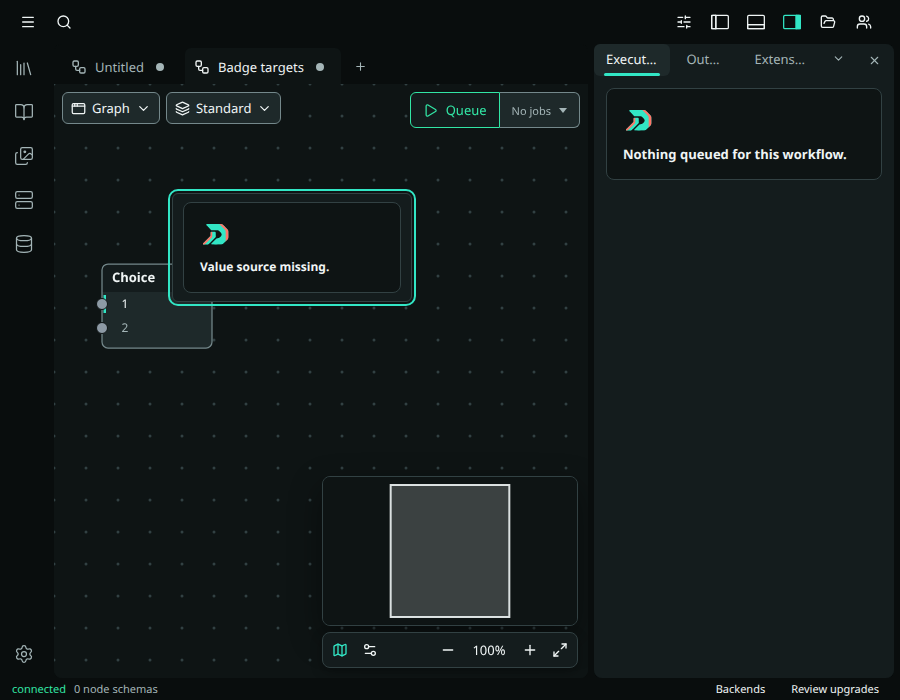 Untitled
Badge targets
Execut...
Out...
Extens...
Graph
Standard
Queue
No jobs
Nothing queued for this workflow.
Value source missing.
Choice
1
2
100%
connected
0 node schemas
Backends
Review upgrades